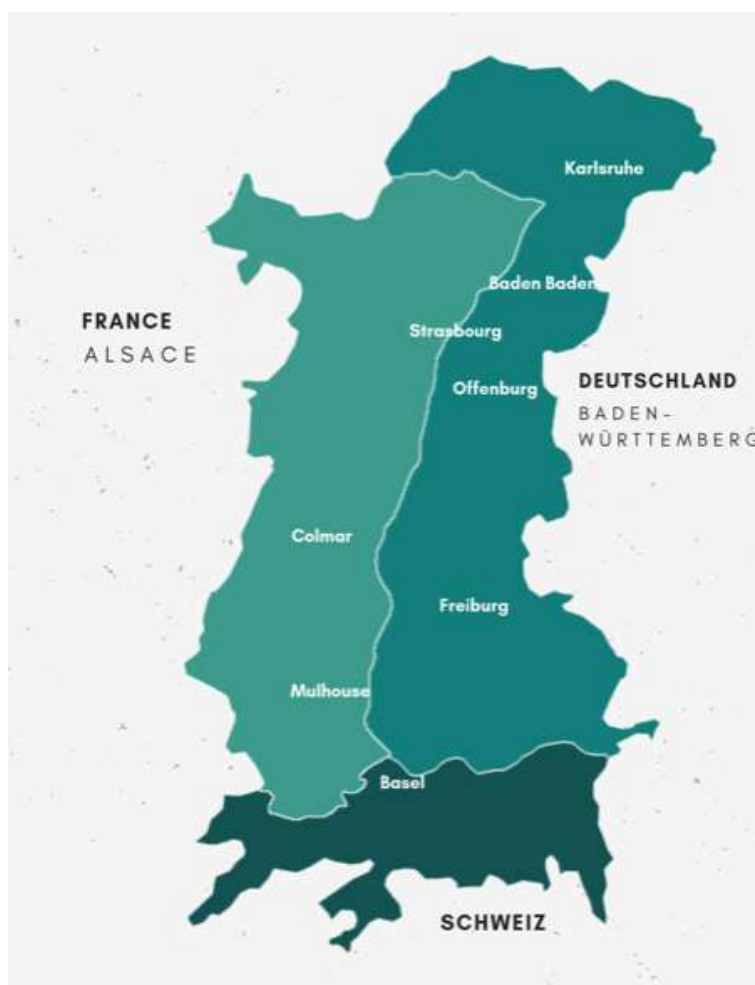 Karlsruhe
Baden Baden
FRANCE
ALSACE
Strasbourg
Offenburg
DEUTSCHLAND
BADEN-
WÜRTTEMBERG
Colmar
Freiburg
Mulhouse
Basel
SCHWEIZ